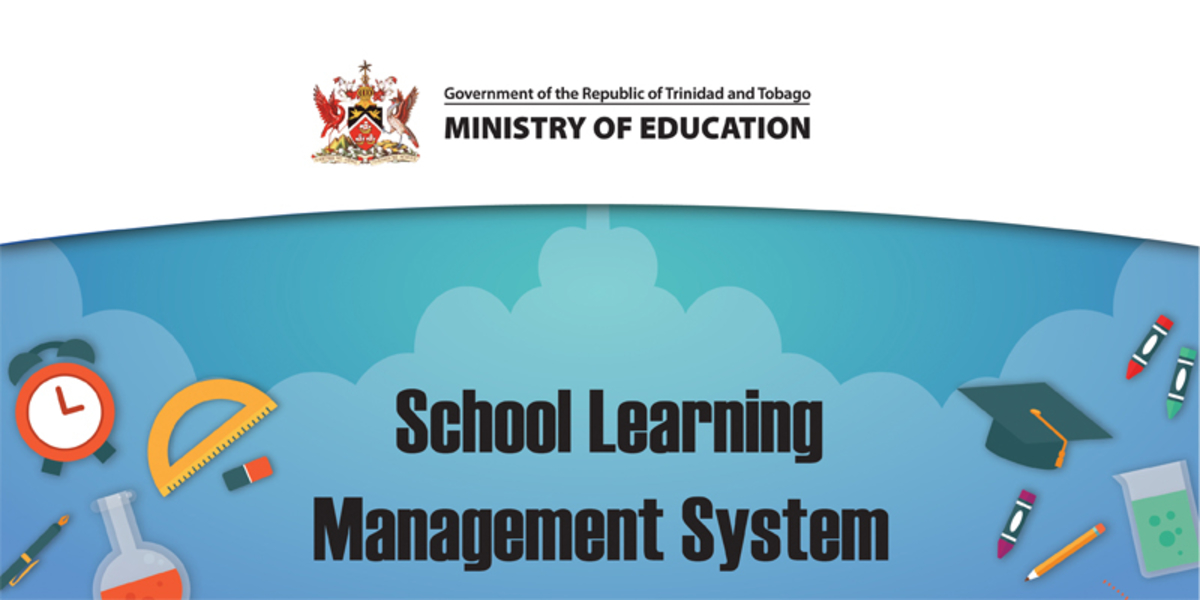 Government of the Republic of Trinidad and Tobago
MINISTRY OF EDUCATION
School Learning
Management System